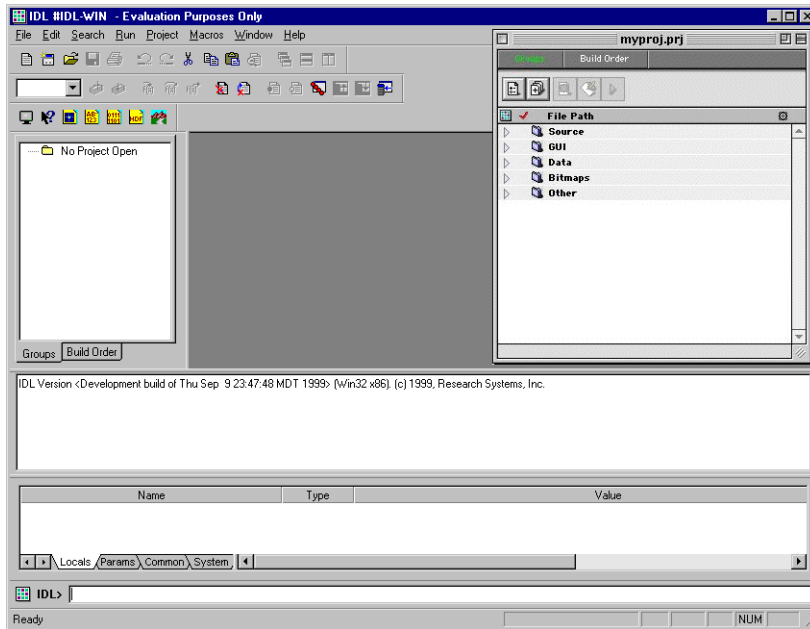 IDL #IDL-WIN - Evaluation Purposes Only
File Edit Search Run Project Macros Window Help
myproj.prj
Groups Build Order
File Path
Source
GUI
Data
Bitmaps
Other
No Project Open
Groups Build Order
IDL Version <Development build of Thu Sep 9 23:47:48 MDT 1999> (Win32 x86). (c) 1999, Research Systems, Inc.
Name Type Value
Locals Params Common System
IDL>
Ready NUM